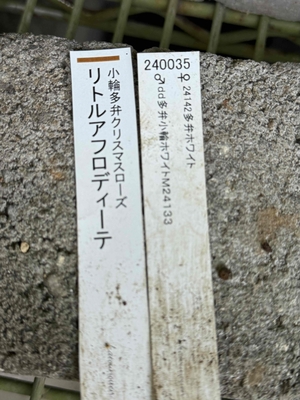 小輪多弁クリスマスローズ
リトルアフロディーテ
240035
♀ 24142多弁ホワイト
♂dd多弁小輪ホワイトM24133